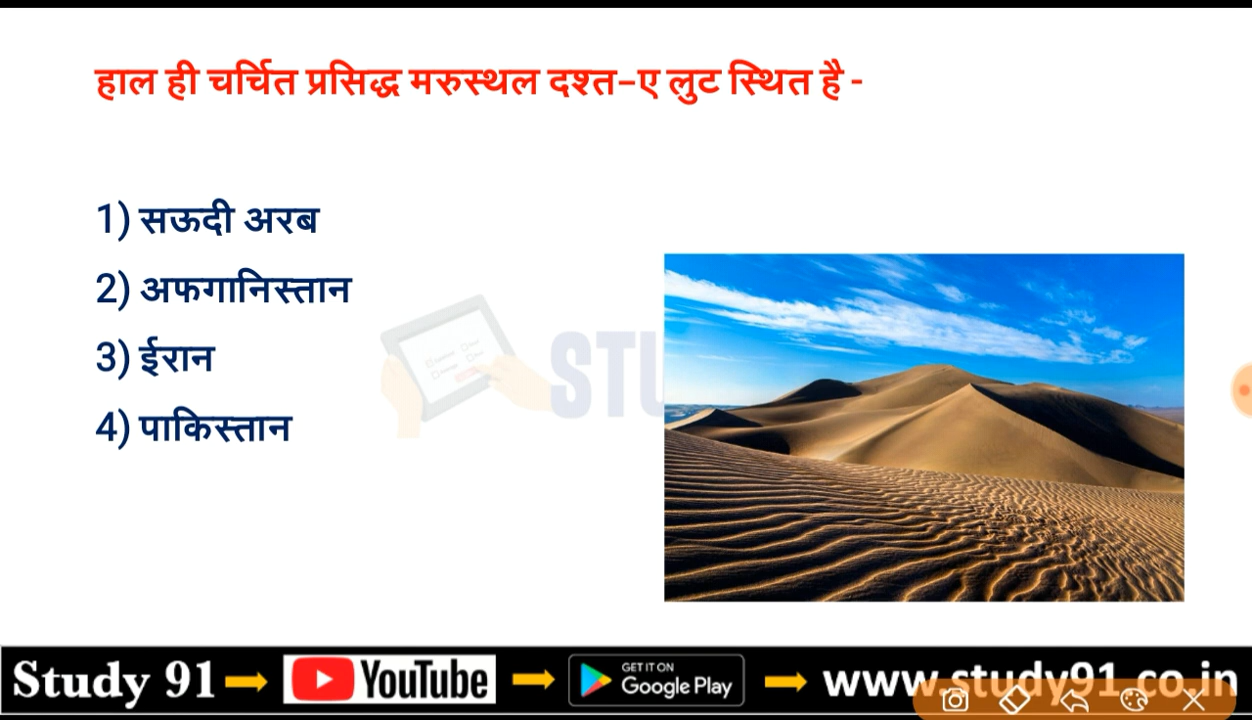 हाल ही चर्चित प्रसिद्ध मरुस्थल दश्त–ए लुट स्थित है -
1) सऊदी अरब
2) अफगानिस्तान
3) ईरान
4) पाकिस्तान
STU
Study 91 YouTube GET IT ON Google Play www.study91.co.in